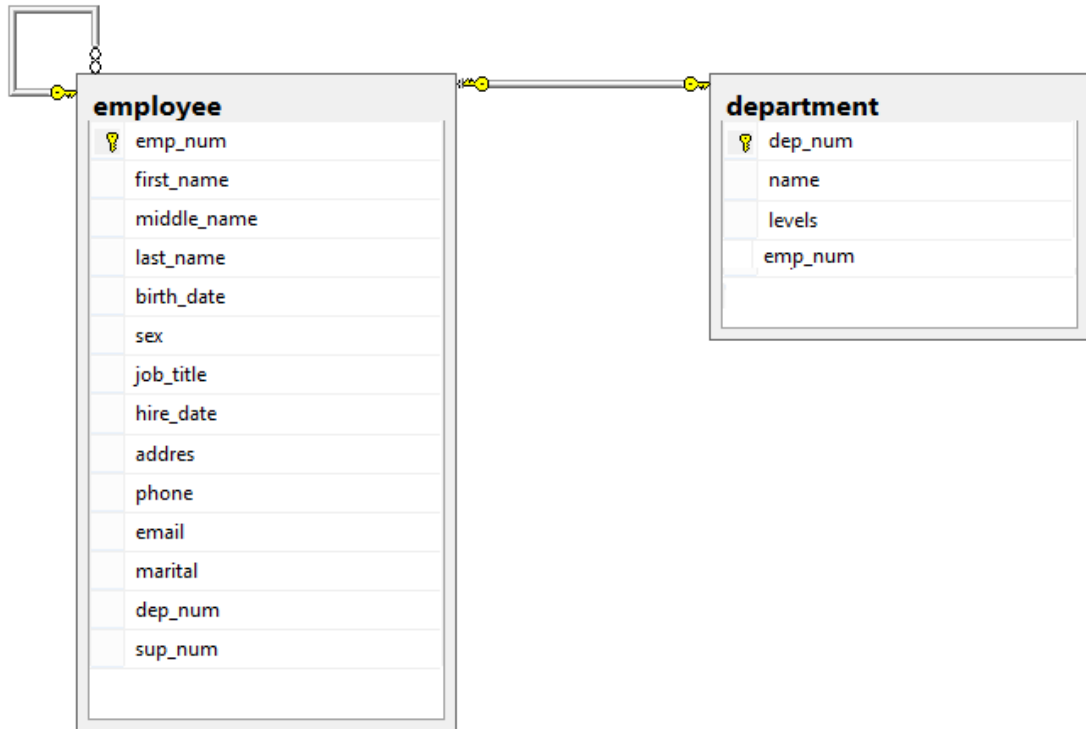 employee
emp_num
first_name
middle_name
last_name
birth_date
sex
job_title
hire_date
addres
phone
email
marital
dep_num
sup_num
department
dep_num
name
levels
emp_num